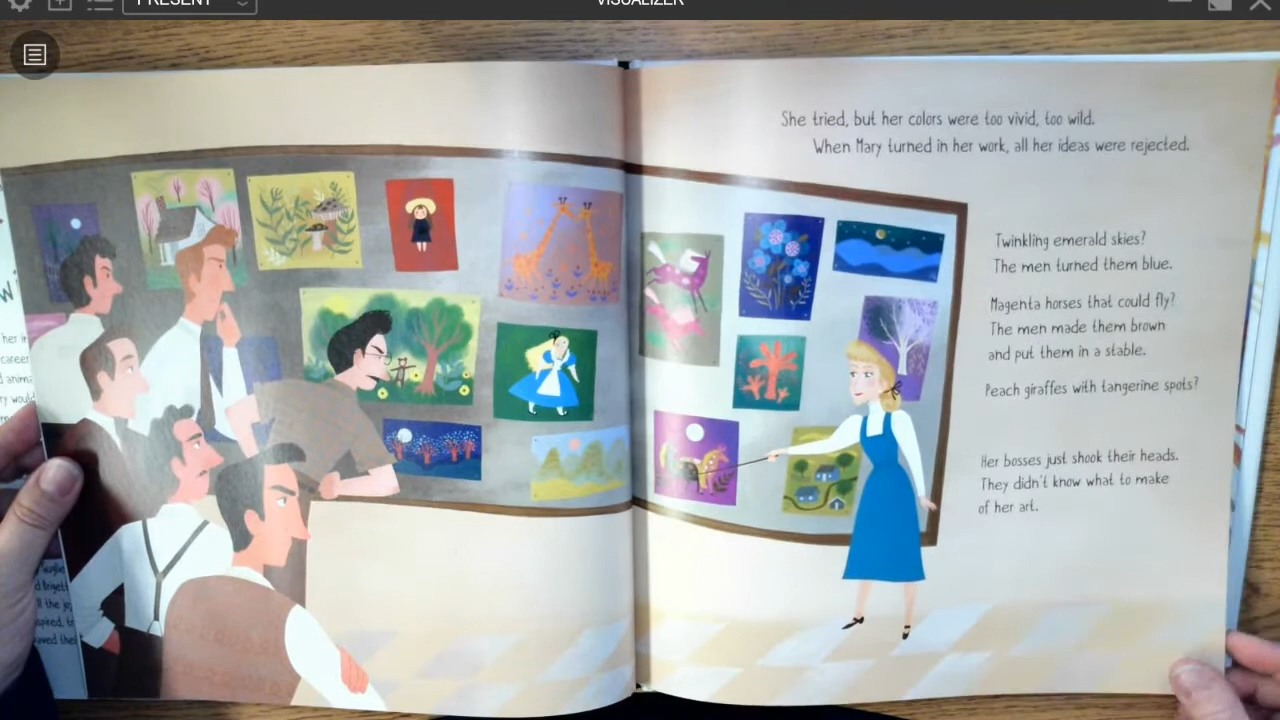 PRESENT
VISUALIZER
She tried, but her colors were too vivid, too wild.
When Mary turned in her work, all her ideas were rejected.
Twinkling emerald skies?
The men turned them blue.
Magenta horses that could fly?
The men made them brown
and put them in a stable.
Peach giraffes with tangerine spots?
Her bosses just shook their heads.
They didn't know what to make
of her art.
her
career
would